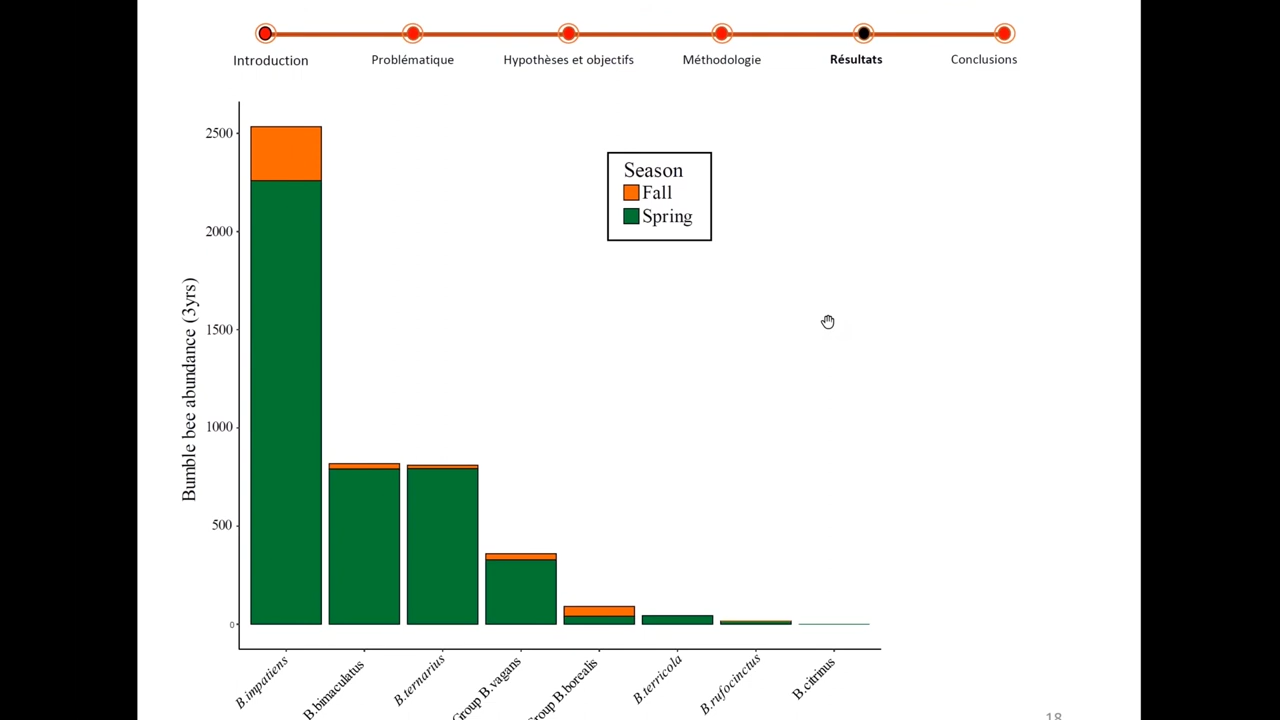 Introduction Problématique Hypothèses et objectifs Méthodologie Résultats Conclusions
Season
Fall
Spring
Bumble bee abundance (3yrs)
2500
2000
1500
1000
500
0
B.impatiens
B.bimaculatus
B.ternarius
Group B.vagans
Group B.borealis
B.terricola
B.rufocinctus
B.citrinus
18